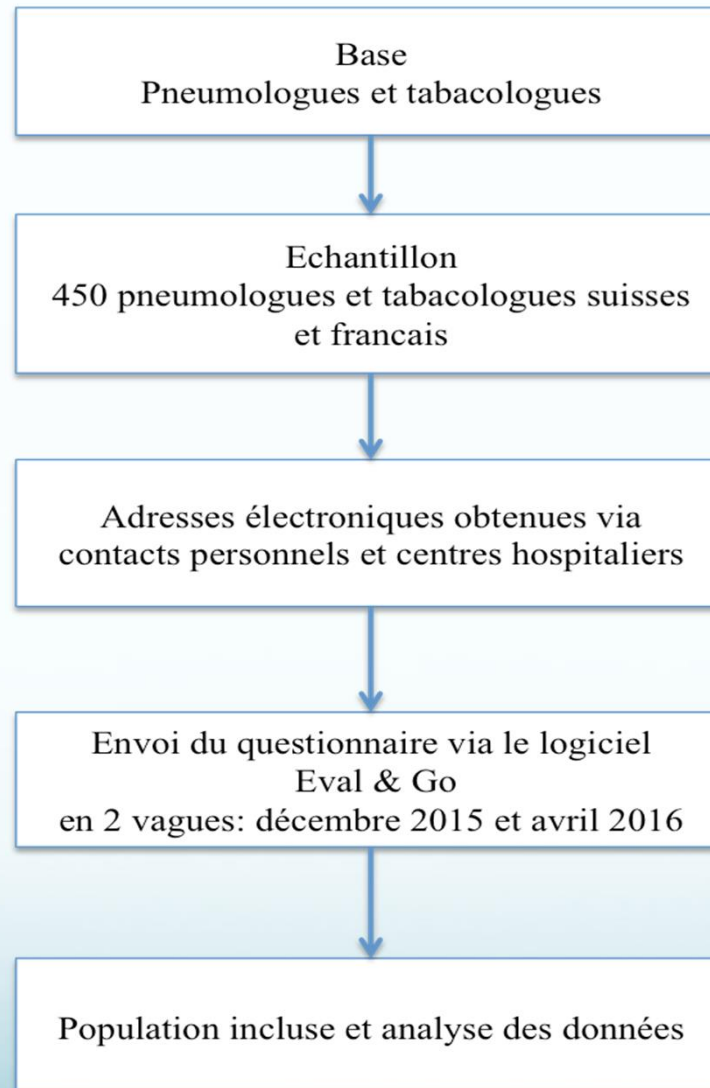 Base
Pneumologues et tabacologues
Echantillon
450 pneumologues et tabacologues suisses
et francais
Adresses électroniques obtenues via
contacts personnels et centres hospitaliers
Envoi du questionnaire via le logiciel
Eval & Go
en 2 vagues: décembre 2015 et avril 2016
Population incluse et analyse des données